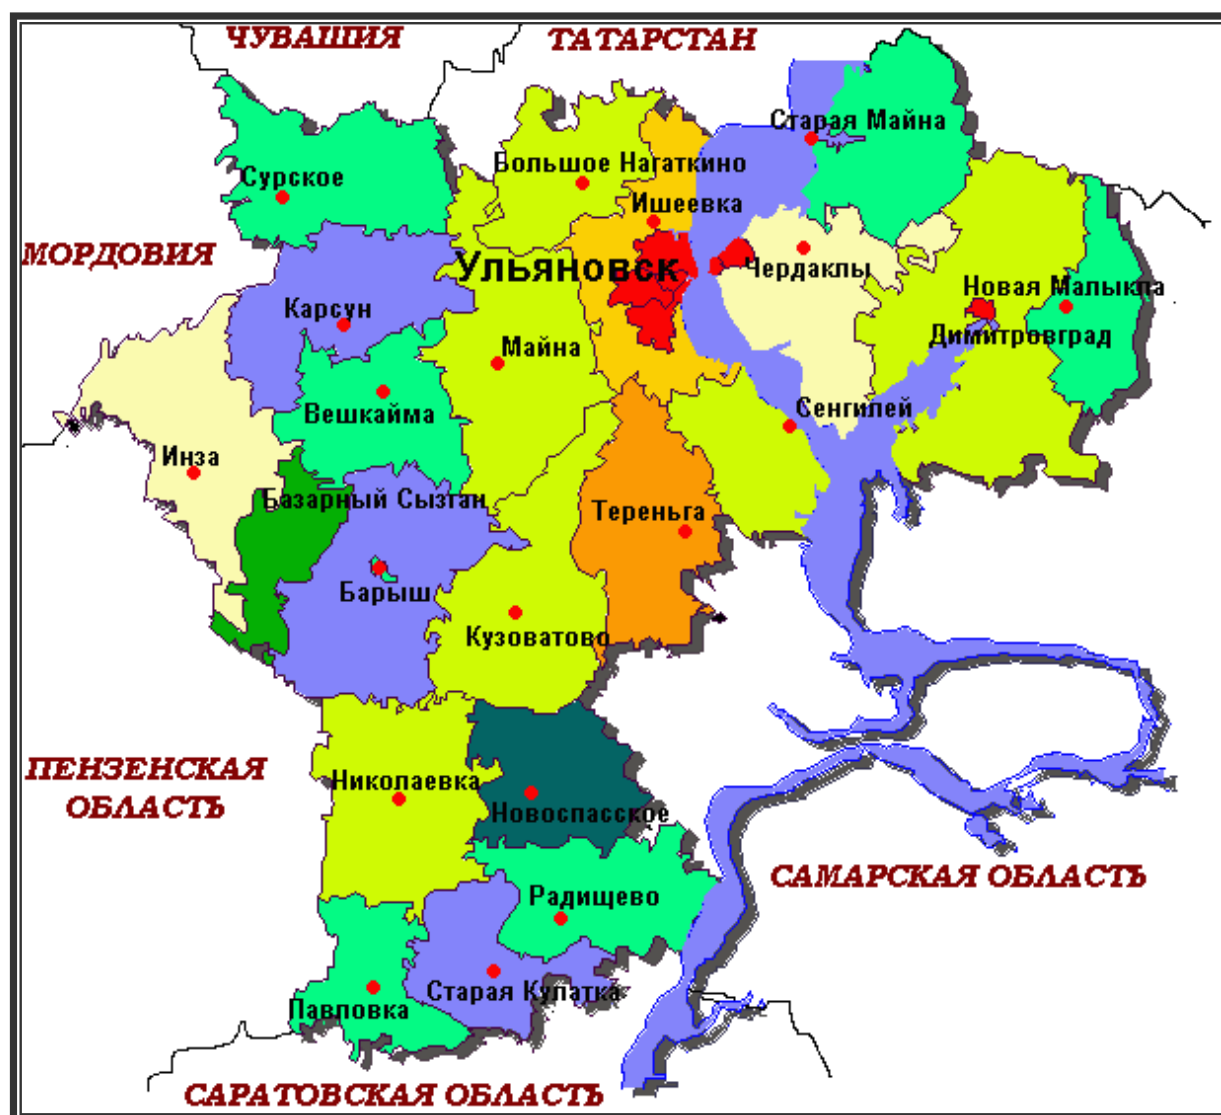 ЧУВАШИЯ
ТАТАРСТАН
Старая Майна
Большое Нагаткино
Сурское
Ишеевка
МОРДОВИЯ
Ульяновск
Чердаклы
Новая Малыкла
Карсун
Димитровград
Майна
Вешкайма
Сенгилей
Инза
Базарный Сызган
Тереньга
Барыш
Кузоватово
ПЕНЗЕНСКАЯ
ОБЛАСТЬ
Николаевка
Новоспасское
САМАРСКАЯ ОБЛАСТЬ
Радищево
Старая Кулатка
Павловка
САРАТОВСКАЯ ОБЛАСТЬ